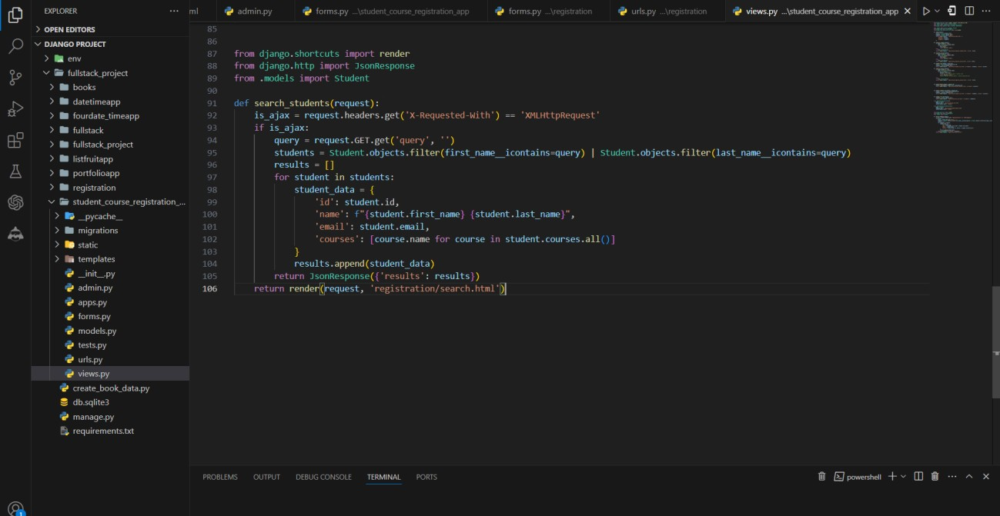 EXPLORER
OPEN EDITORS
DJANGO PROJECT
env
fullstack_project
books
datetimeapp
fourdate_timeapp
fullstack
fullstack_project
listfruitapp
portfolioapp
registration
student_course_registration_...
__pycache__
migrations
static
templates
__init__.py
admin.py
apps.py
forms.py
models.py
tests.py
urls.py
views.py
create_book_data.py
db.sqlite3
manage.py
requirements.txt
ml admin.py forms.py ...\student_course_registration_app forms.py ...\registration urls.py ...\registration views.py ...\student_course_registration_app
85
86
87 from django.shortcuts import render
88 from django.http import JsonResponse
89 from .models import Student
90
91 def search_students(request):
92     is_ajax = request.headers.get('X-Requested-With') == 'XMLHttpRequest'
93     if is_ajax:
94         query = request.GET.get('query', '')
95         students = Student.objects.filter(first_name__icontains=query) | Student.objects.filter(last_name__icontains=query)
96         results = []
97         for student in students:
98             student_data = {
99                 'id': student.id,
100                 'name': f"{student.first_name} {student.last_name}",
101                 'email': student.email,
102                 'courses': [course.name for course in student.courses.all()]
103             }
104             results.append(student_data)
105         return JsonResponse({'results': results})
106     return render(request, 'registration/search.html')
PROBLEMS OUTPUT DEBUG CONSOLE TERMINAL PORTS powershell
1